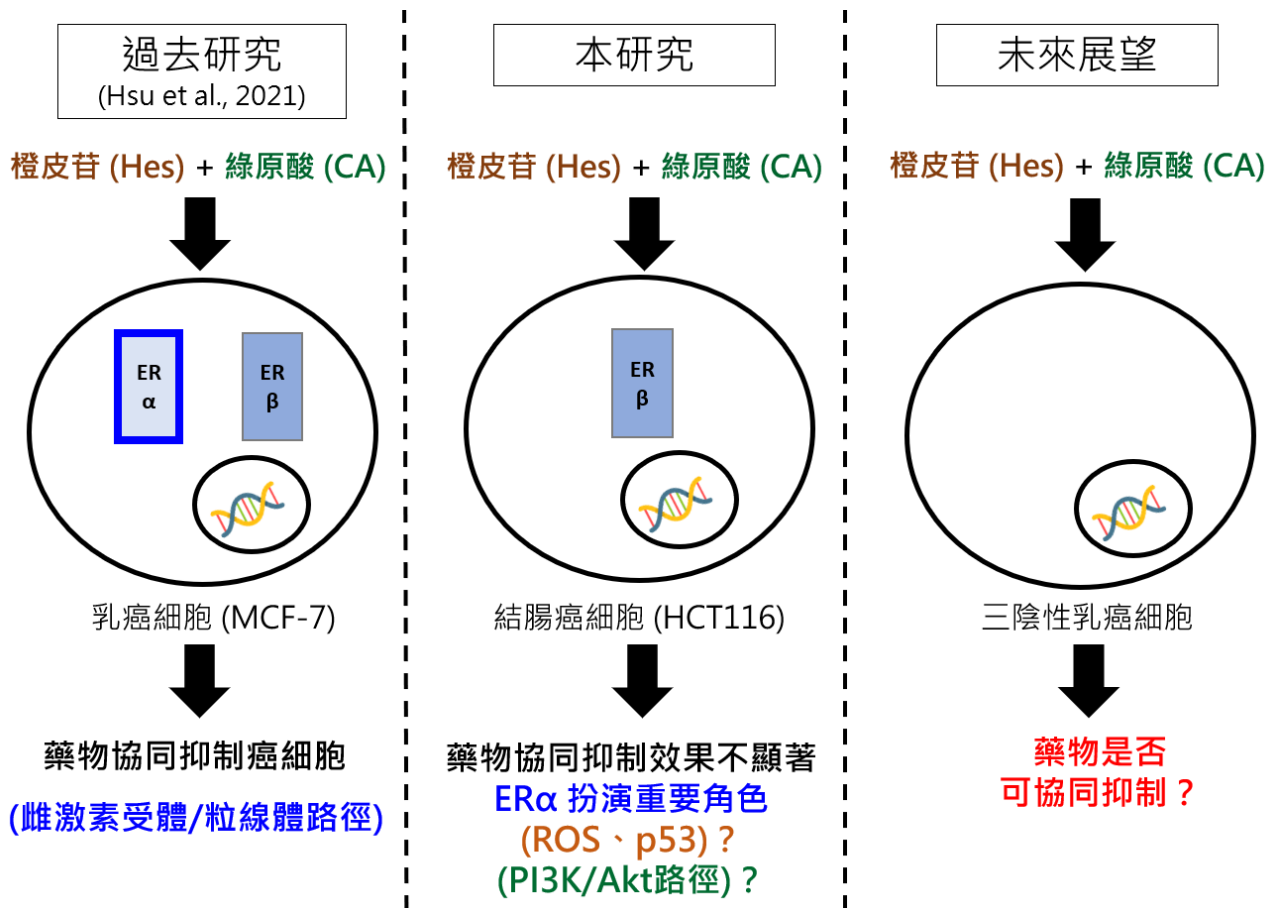 過去研究
(Hsu et al., 2021)
橙皮苷 (Hes) + 綠原酸 (CA)
ER
α
ER
β
乳癌細胞 (MCF-7)
藥物協同抑制癌細胞
(雌激素受體/粒線體路徑)
本研究
橙皮苷 (Hes) + 綠原酸 (CA)
ER
β
結腸癌細胞 (HCT116)
藥物協同抑制效果不顯著
ERα 扮演重要角色
(ROS、p53)？
(PI3K/Akt路徑)？
未來展望
橙皮苷 (Hes) + 綠原酸 (CA)
三陰性乳癌細胞
藥物是否
可協同抑制？